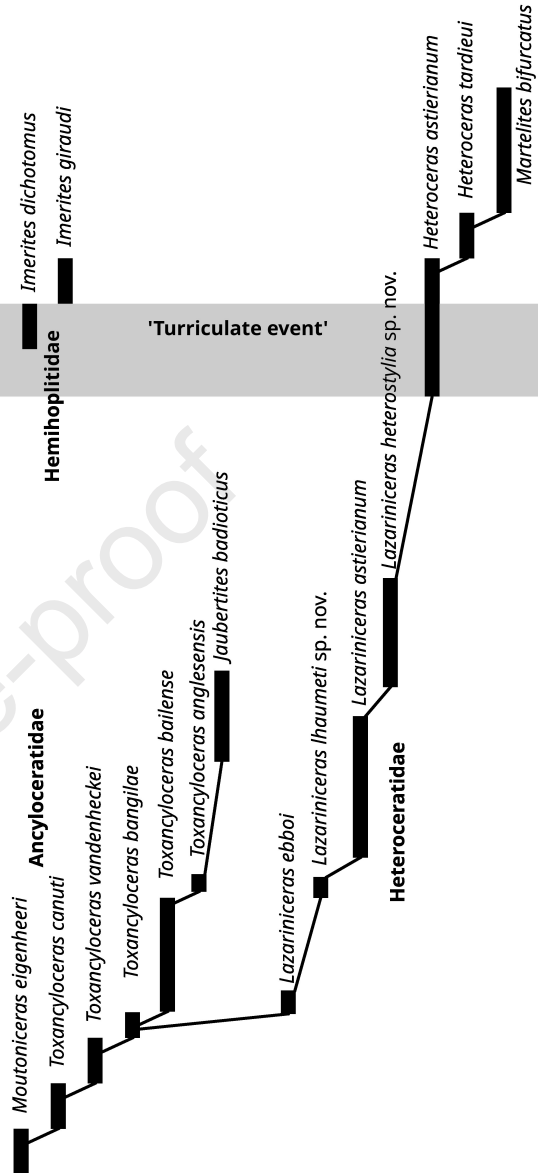 Imerites dichotomus
Imerites giraudi
Hemihoplitidae
'Turriculate event'
Heteroceras astierianum
Heteroceras tardieui
Martelites bifurcatus
Lazariniceras heterostylia sp. nov.
Lazariniceras astierianum
Lazariniceras lhaumeti sp. nov.
Lazariniceras ebboi
Heteroceratidae
Jaubertites badioticus
Toxancyloceras anglesensis
Toxancyloceras bailense
Toxancyloceras bangilae
Toxancyloceras vandenheckei
Toxancyloceras canuti
Moutoniceras eigenheeri
Ancyloceratidae
e-proof